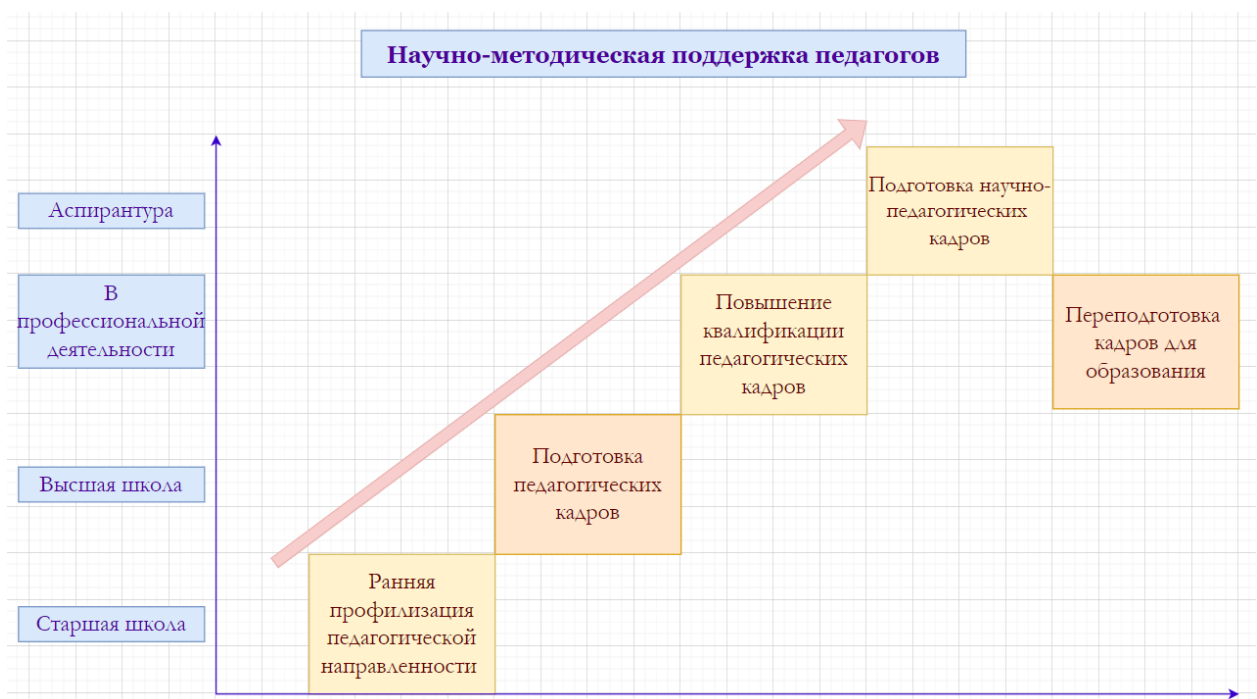 Научно-методическая поддержка педагогов
Аспирантура
Подготовка научно-
педагогических
кадров
В
профессиональной
деятельности
Повышение
квалификации
педагогических
кадров
Переподготовка
кадров для
образования
Высшая школа
Подготовка
педагогических
кадров
Старшая школа
Ранняя
профилизация
педагогической
направленности